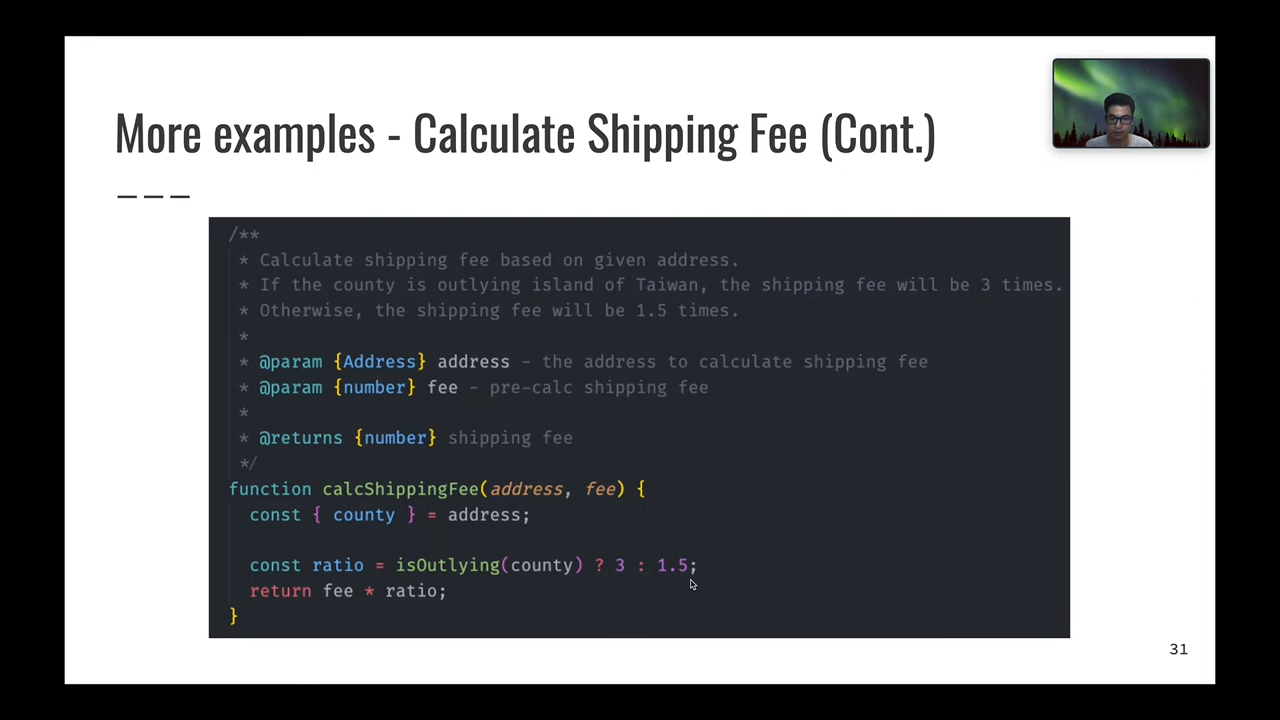 More examples - Calculate Shipping Fee (Cont.)
/**
* Calculate shipping fee based on given address.
* If the county is outlying island of Taiwan, the shipping fee will be 3 times.
* Otherwise, the shipping fee will be 1.5 times.
*
* @param {Address} address - the address to calculate shipping fee
* @param {number} fee - pre-calc shipping fee
*
* @returns {number} shipping fee
*/
function calcShippingFee(address, fee) {
const { county } = address;
const ratio = isOutlying(county) ? 3 : 1.5;
return fee * ratio;
}
31